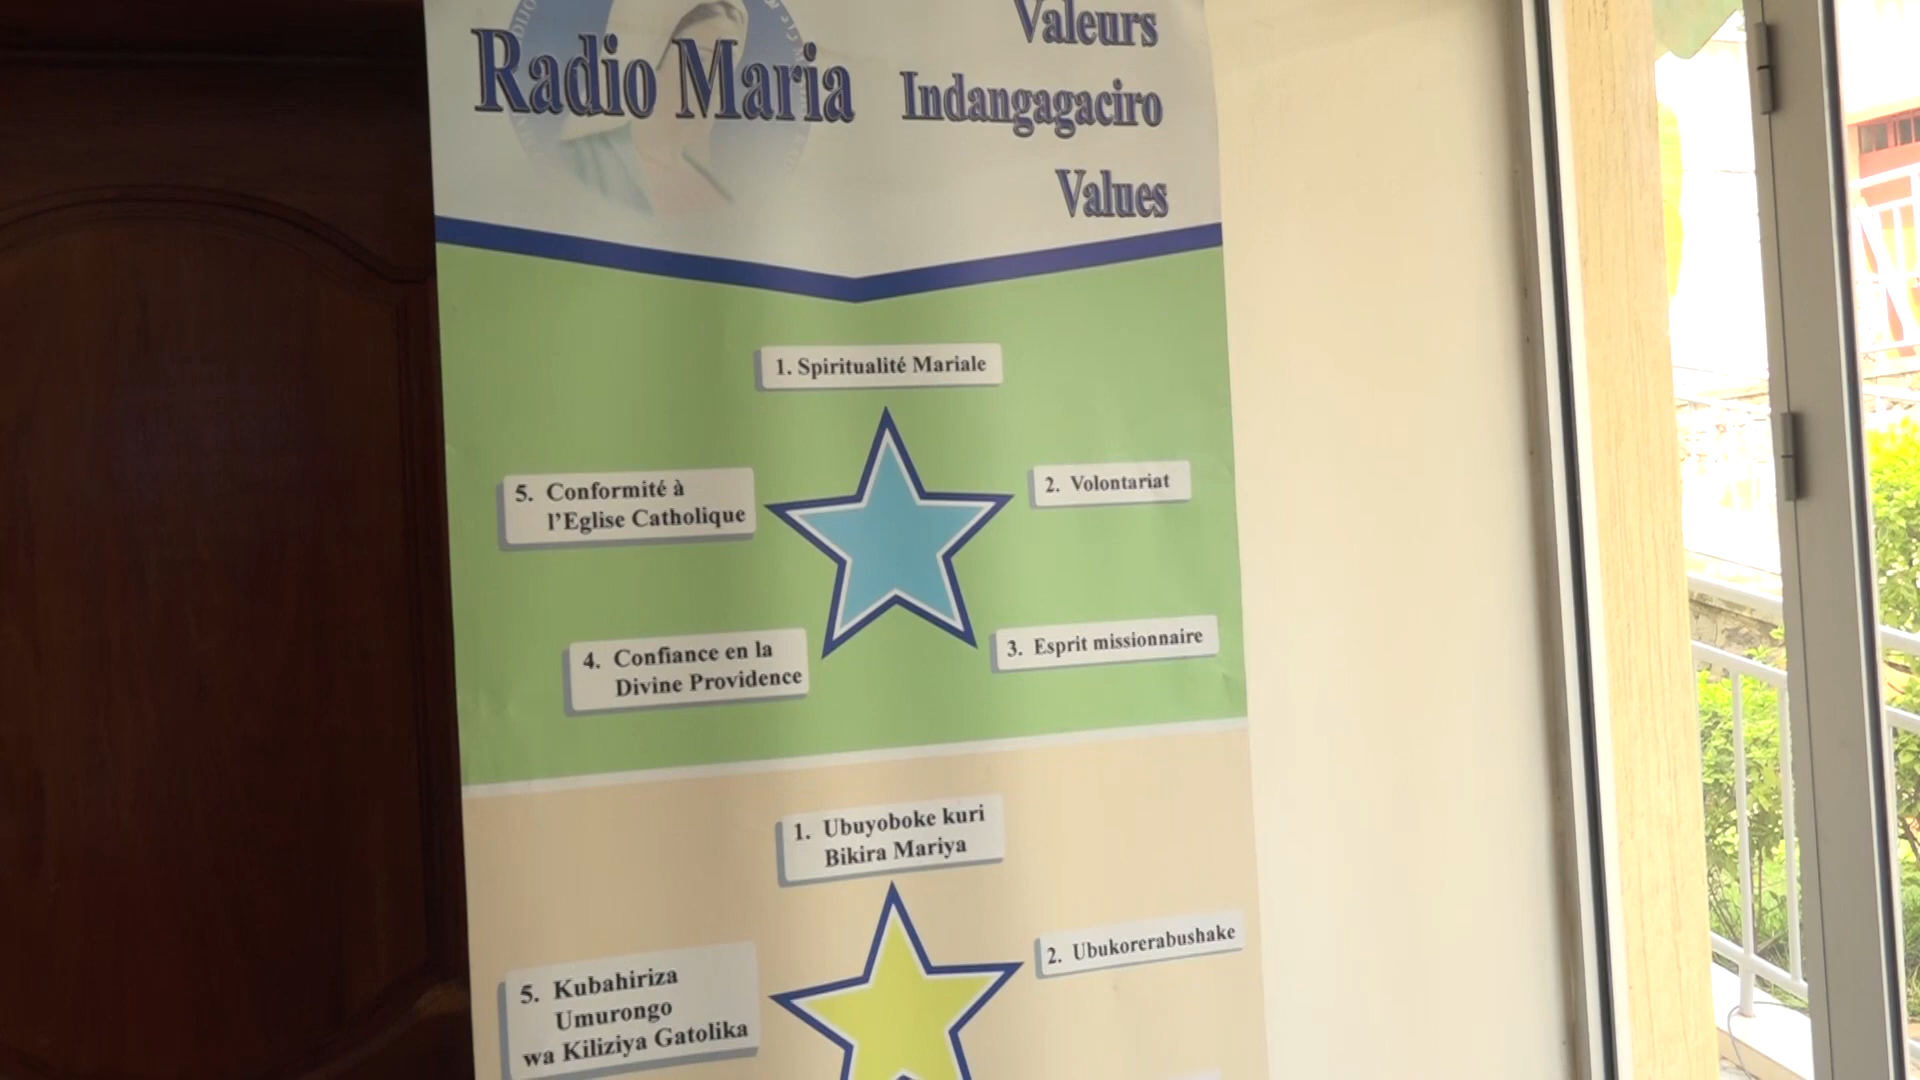 Radio Maria
Valeurs
Indangagaciro
Values
1. Spiritualité Mariale
2. Volontariat
3. Esprit missionnaire
4. Confiance en la
Divine Providence
5. Conformité à
l'Eglise Catholique
1. Ubuyoboke kuri
Bikira Mariya
2. Ubukorerabushake
5. Kubahiriza
Umurongo
wa Kiliziya Gatolika